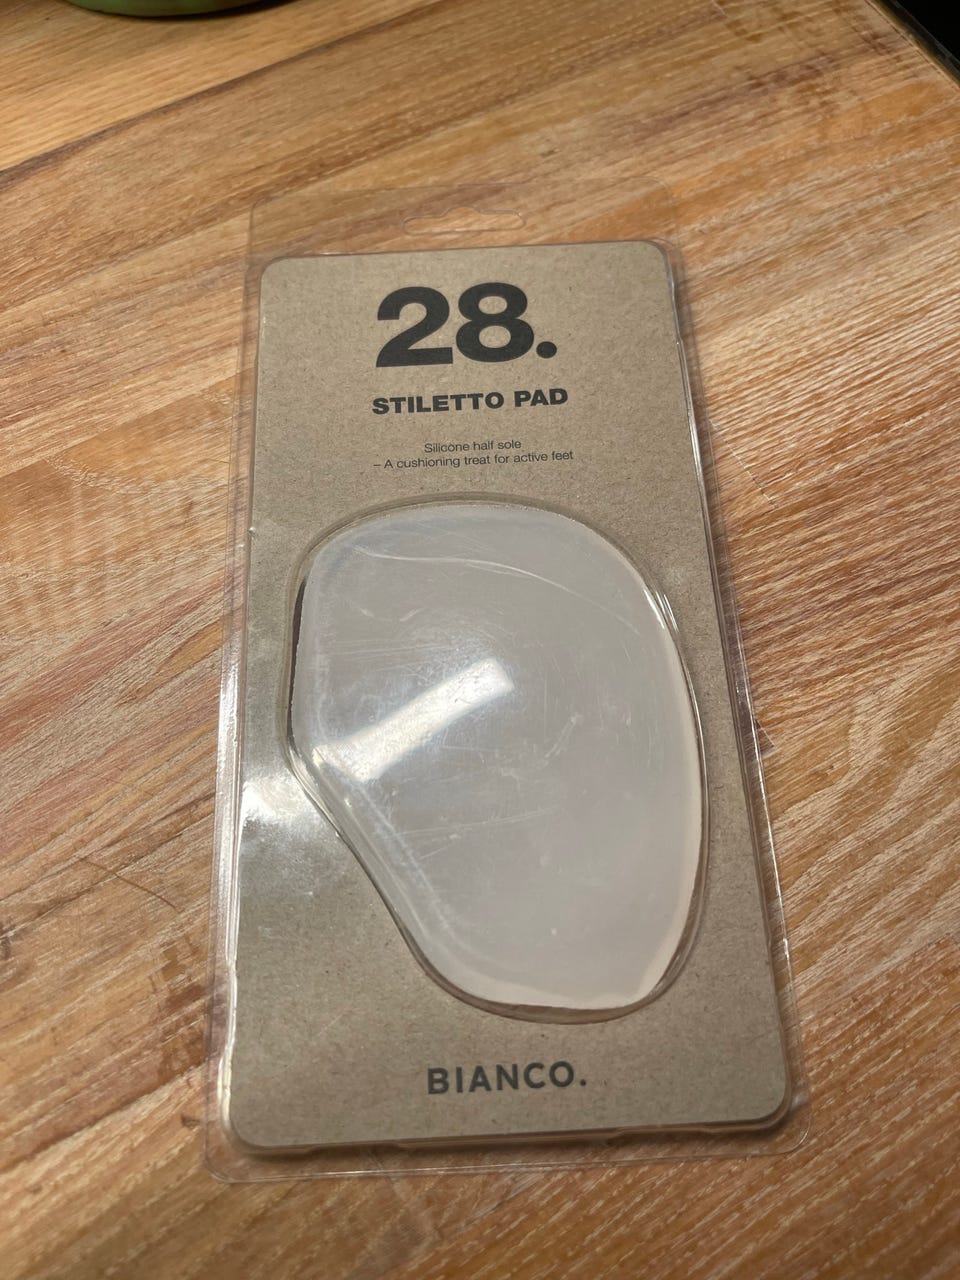 28.
STILETTO PAD
Silicone half sole
– A cushioning treat for active feet
BIANCO.